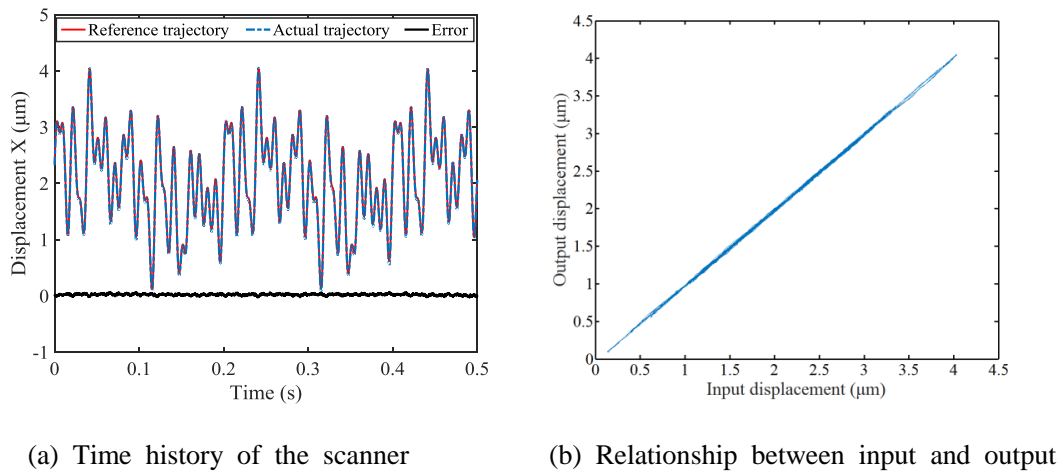 5
4
3
2
1
0
-1
Displacement X (μm)
Reference trajectory Actual trajectory Error
0 0.1 0.2 0.3 0.4 0.5
Time (s)
(a) Time history of the scanner
4.5
4
3.5
3
2.5
2
1.5
1
0.5
0
Output displacement (μm)
0 0.5 1 1.5 2 2.5 3 3.5 4 4.5
Input displacement (μm)
(b) Relationship between input and output